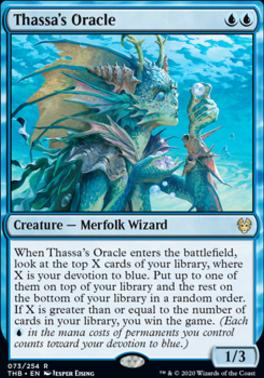 Thassa's Oracle
Creature — Merfolk Wizard
When Thassa's Oracle enters the battlefield,
look at the top X cards of your library, where
X is your devotion to blue. Put up to one of
them on top of your library and the rest on
the bottom of your library in a random order.
If X is greater than or equal to the number of
cards in your library, you win the game. (Each
in the mana costs of permanents you control
counts toward your devotion to blue.)
073/254 R
THB • EN Jesper Ejsing
™ & © 2020 Wizards of the Coast
1/3